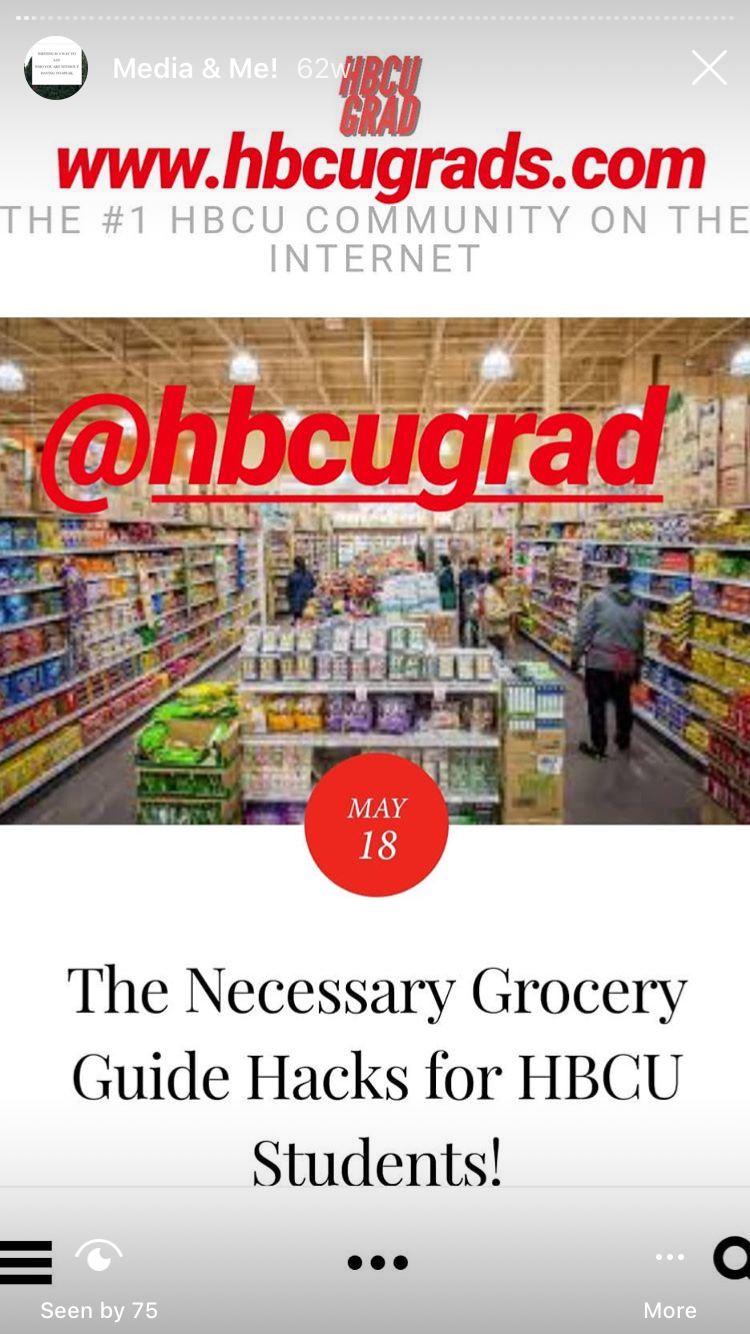 Media & Me! 62w
HBCU
GRAD
www.hbcugrads.com
THE #1 HBCU COMMUNITY ON THE
INTERNET
@hbcugrad
MAY
18
The Necessary Grocery
Guide Hacks for HBCU
Students!
Seen by 75
More